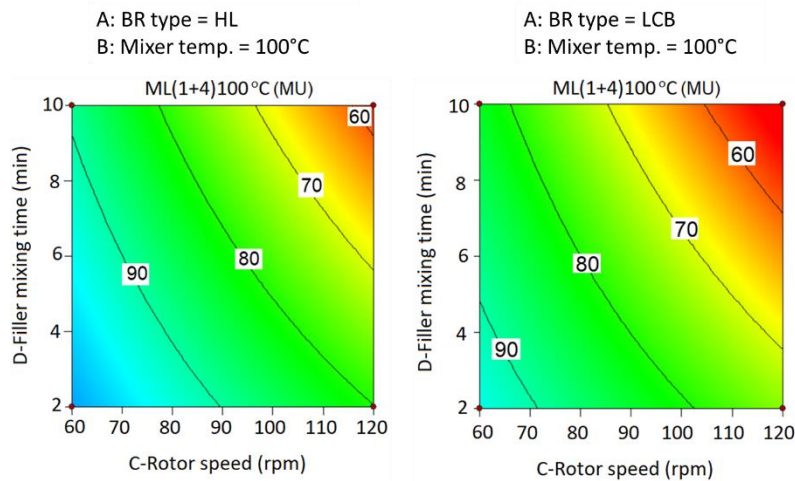 A: BR type = HL
B: Mixer temp. = 100°C
ML(1+4)100 °C (MU)
D-Filler mixing time (min)
10
8
6
4
2
60
70
80
90
60 70 80 90 100 110 120
C-Rotor speed (rpm)
A: BR type = LCB
B: Mixer temp. = 100°C
ML(1+4)100 °C (MU)
D-Filler mixing time (min)
10
8
6
4
2
60
70
80
90
60 70 80 90 100 110 120
C-Rotor speed (rpm)